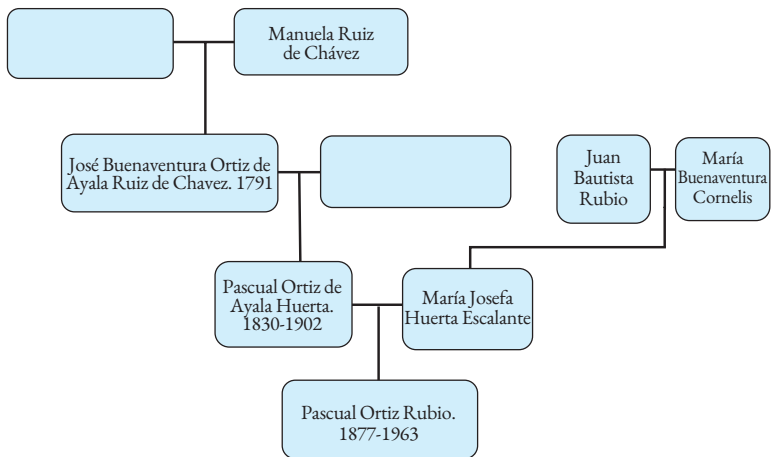 Manuela Ruiz
de Chávez
José Buenaventura Ortiz de
Ayala Ruiz de Chavez. 1791
Juan
Bautista
Rubio
María
Buenaventura
Cornelis
Pascual Ortiz de
Ayala Huerta.
1830-1902
María Josefa
Huerta Escalante
Pascual Ortiz Rubio.
1877-1963